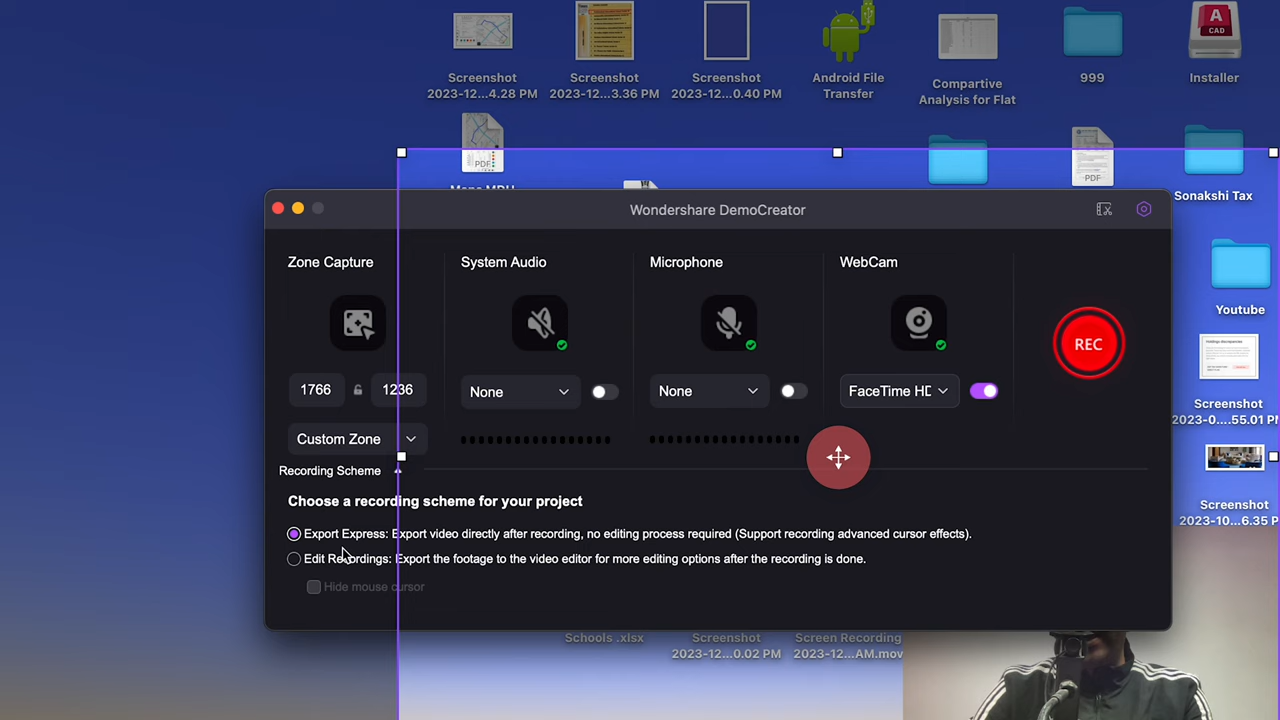 Screenshot
2023-12...4.28 PM
Screenshot
2023-12...3.36 PM
Screenshot
2023-12...0.40 PM
Android File
Transfer
Compartive
Analysis for Flat
999
A
CAD
Installer
PDF
PDF
Sonakshi Tax
Wondershare DemoCreator
Youtube
Zone Capture
System Audio
Microphone
WebCam
REC
1766
1236
None
None
FaceTime HD
Custom Zone
Screenshot
2023-0....55.01 PM
Recording Scheme
Choose a recording scheme for your project
Export Express: Export video directly after recording, no editing process required (Support recording advanced cursor effects).
Edit Recordings: Export the footage to the video editor for more editing options after the recording is done.
Hide mouse cursor
Screenshot
2023-12...6.35 PM
Schools .xlsx
Screenshot
2023-12...0.02 PM
Screen Recording
2023-12...AM.mov